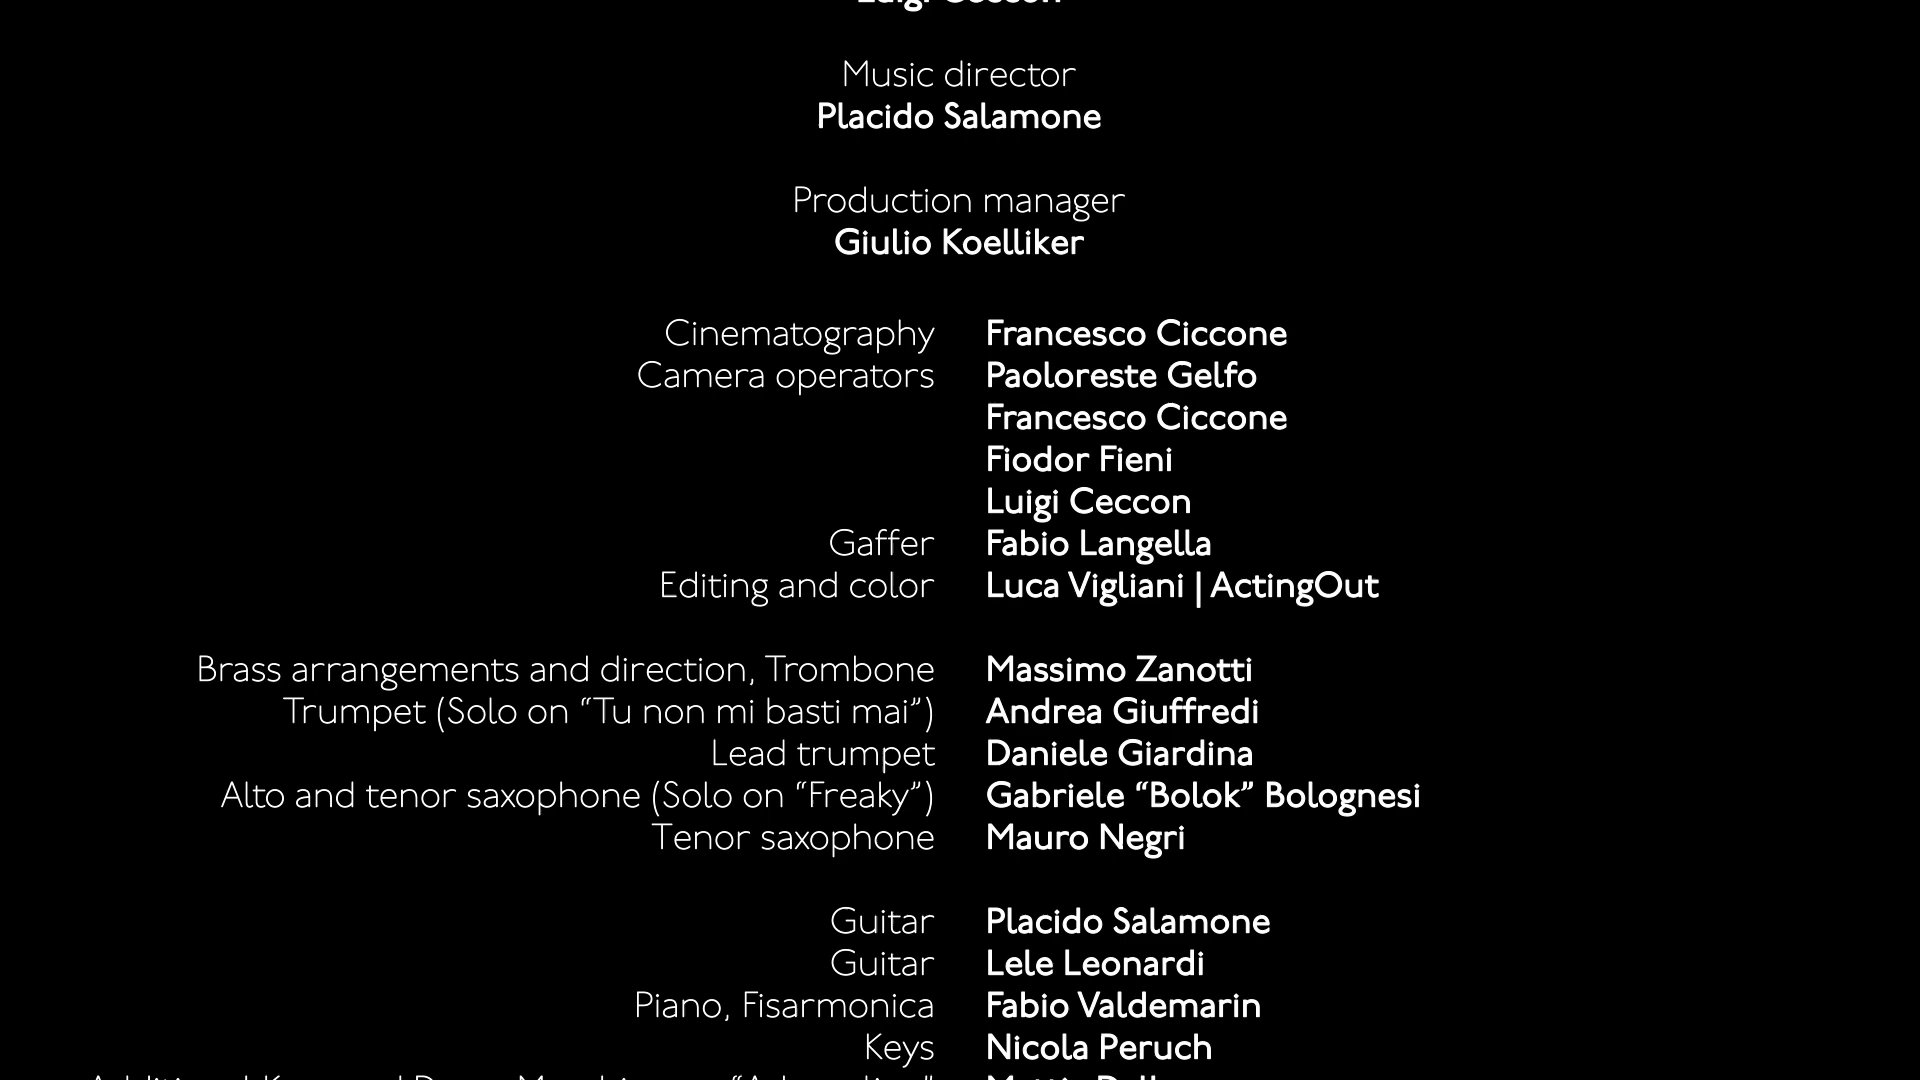 Luigi Ceccon
Music director
Placido Salamone
Production manager
Giulio Koelliker
Cinematography Francesco Ciccone
Camera operators Paoloreste Gelfo
Francesco Ciccone
Fiodor Fieni
Luigi Ceccon
Gaffer Fabio Langella
Editing and color Luca Vigliani | ActingOut
Brass arrangements and direction, Trombone Massimo Zanotti
Trumpet (Solo on “Tu non mi basti mai”) Andrea Giuffredi
Lead trumpet Daniele Giardina
Alto and tenor saxophone (Solo on “Freaky”) Gabriele “Bolok” Bolognesi
Tenor saxophone Mauro Negri
Guitar Placido Salamone
Guitar Lele Leonardi
Piano, Fisarmonica Fabio Valdemarin
Keys Nicola Peruch